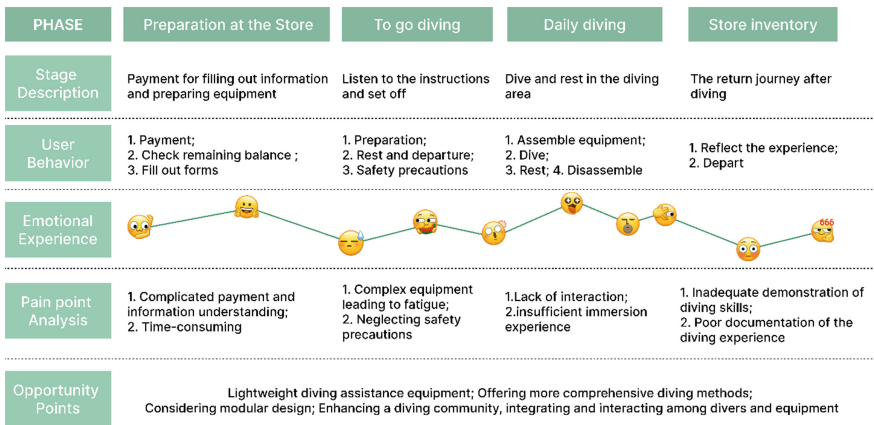 PHASE
Preparation at the Store
To go diving
Daily diving
Store inventory
Stage
Description
Payment for filling out information
and preparing equipment
Listen to the instructions
and set off
Dive and rest in the diving
area
The return journey after
diving
User
Behavior
1. Payment;
2. Check remaining balance ;
3. Fill out forms
1. Preparation;
2. Rest and departure;
3. Safety precautions
1. Assemble equipment;
2. Dive;
3. Rest; 4. Disassemble
1. Reflect the experience;
2. Depart
Emotional
Experience
666
Pain point
Analysis
1. Complicated payment and
information understanding;
2. Time-consuming
1. Complex equipment
leading to fatigue;
2. Neglecting safety
precautions
1.Lack of interaction;
2.insufficient immersion
experience
1. Inadequate demonstration of
diving skills;
2. Poor documentation of the
diving experience
Opportunity
Points
Lightweight diving assistance equipment; Offering more comprehensive diving methods;
Considering modular design; Enhancing a diving community, integrating and interacting among divers and equipment